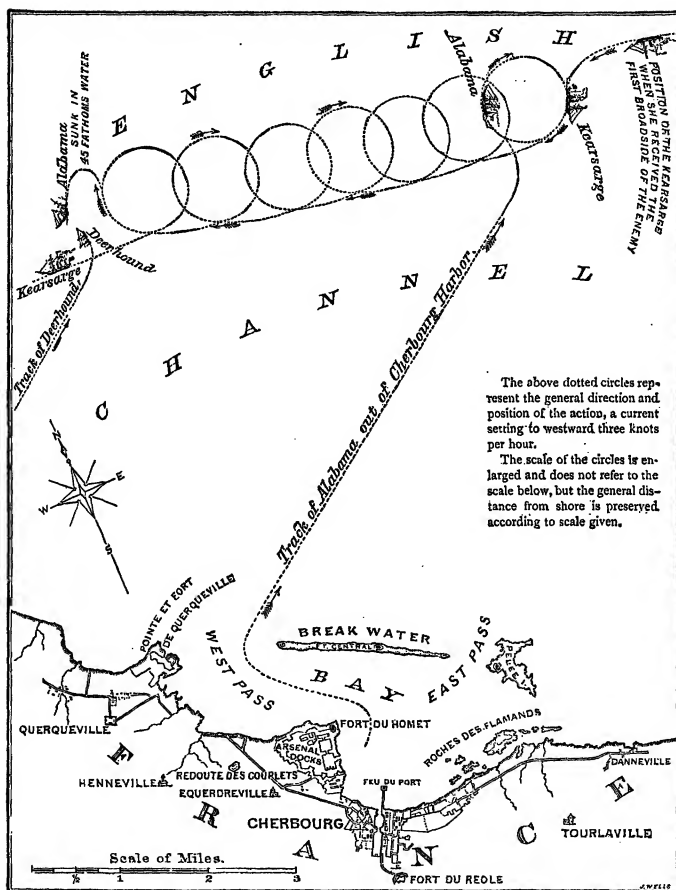 ENGLISH
Alabama
Kearsarge
POSITION OF THE KEARSARGE
WHEN SHE RECEIVED THE
FIRST BROADSIDE OF THE ENEMY
Alabama
SUNK IN
45 FATHOMS WATER
Deerhound
Kearsarge
Track of Deerhound.
CHANNEL
Track of Alabama out of Cherbourg Harbor.
The above dotted circles rep-
resent the general direction and
position of the action, a current
setting to westward three knots
per hour.
The scale of the circles is en-
larged and does not refer to the
scale below, but the general dis-
tance from shore is preserved
according to scale given.
N
E
W
S
POINTE ET FORT
DE QUERQUEVILLE
WEST PASS
BREAK WATER
F. CENTRAL
BAY
EAST PASS
PELEE
QUERQUEVILLE
FORT DU HOMET
ARSENAL
DOCKS
ROCHES DES FLAMANDS
DANNEVILLE
HENNEVILLE
REDOUTE DES COUPLETS
EQUERDREVILLE
FEU DU PORT
CHERBOURG
TOURLAVILLE
FRANCE
FORT DU REOLE
Scale of Miles.
½ 1 2 3
J. WELLS